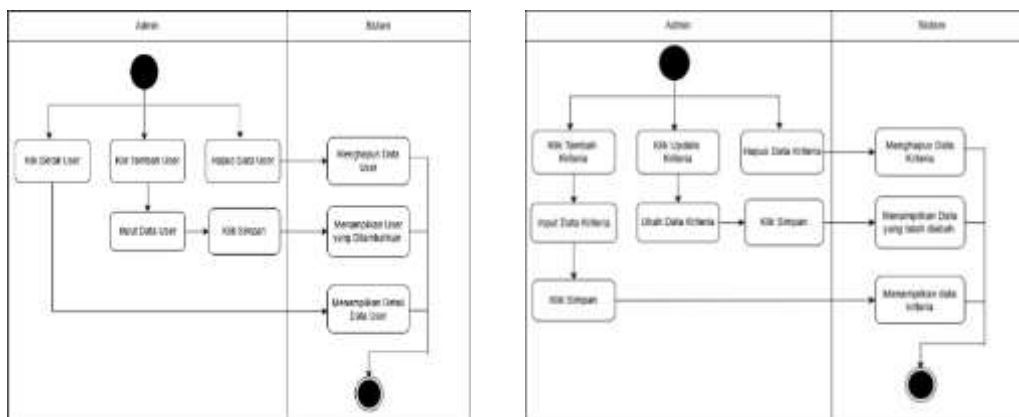 Admin
Sistem
Klik Detail User
Klik Tambah User
Hapus Data User
Menghapus Data
User
Input Data User
Klik Simpan
Menampilkan User
yang Ditambahkan
Menampilkan Detail
Data User
Admin
Sistem
Klik Tambah
Kriteria
Klik Update
Kriteria
Hapus Data Kriteria
Menghapus Data
Kriteria
Input Data Kriteria
Ubah Data Kriteria
Klik Simpan
Menampilkan Data
yang telah diubah
Klik Simpan
Menampilkan data
kriteria